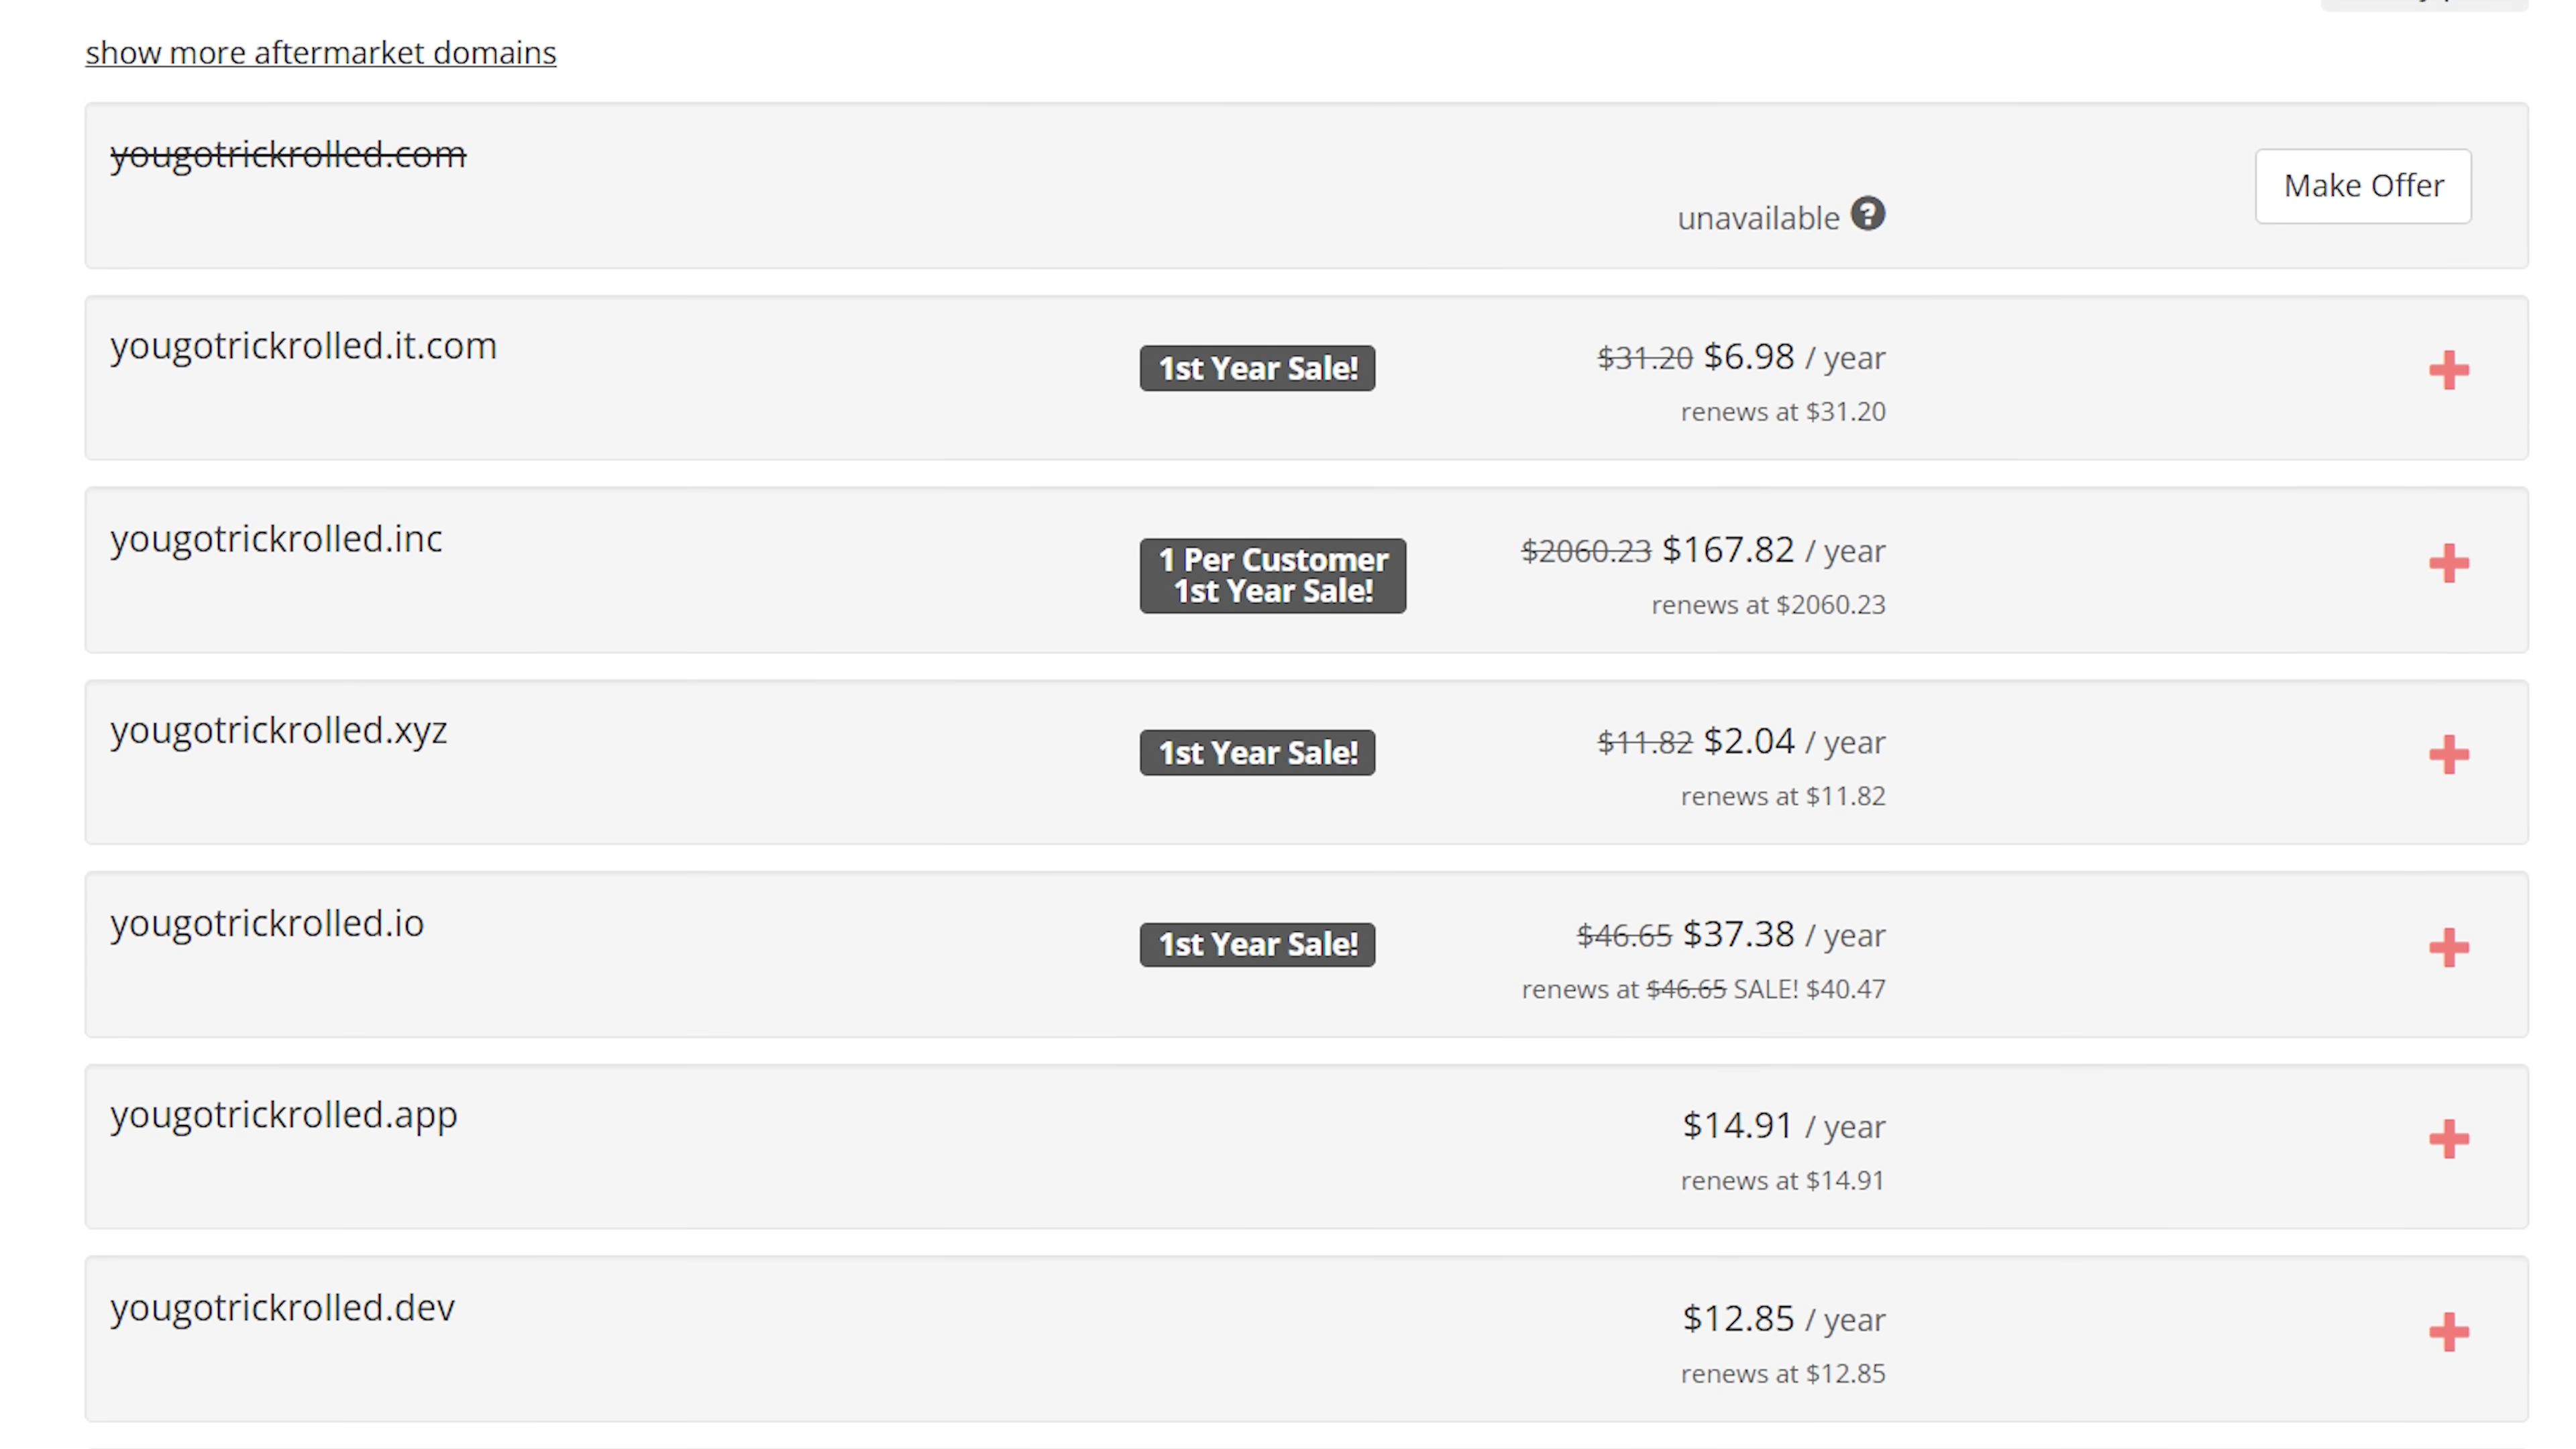 show more aftermarket domains
yougotrickrolled.com
unavailable ?
Make Offer
yougotrickrolled.it.com
1st Year Sale!
$31.20 $6.98 / year
renews at $31.20
yougotrickrolled.inc
1 Per Customer
1st Year Sale!
$2060.23 $167.82 / year
renews at $2060.23
yougotrickrolled.xyz
1st Year Sale!
$11.82 $2.04 / year
renews at $11.82
yougotrickrolled.io
1st Year Sale!
$46.65 $37.38 / year
renews at $46.65 SALE! $40.47
yougotrickrolled.app
$14.91 / year
renews at $14.91
yougotrickrolled.dev
$12.85 / year
renews at $12.85